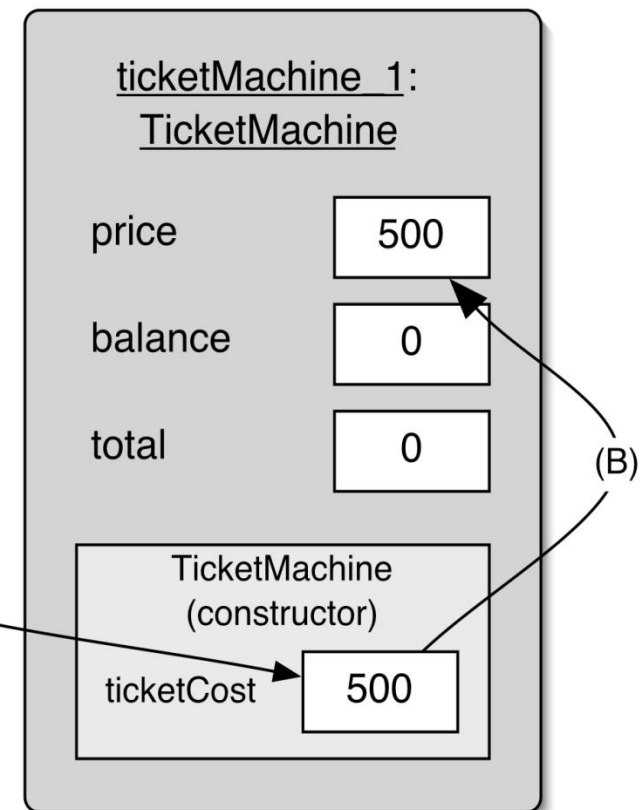 ticketMachine_1:
TicketMachine
price 500
balance 0
total 0
(B)
TicketMachine
(constructor)
ticketCost 500